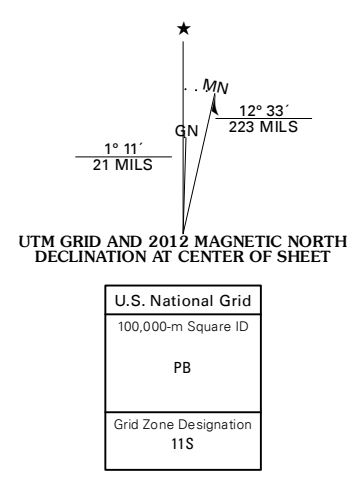 ★
MN
12° 33´
223 MILS
GN
1° 11´
21 MILS
UTM GRID AND 2012 MAGNETIC NORTH
DECLINATION AT CENTER OF SHEET
U.S. National Grid
100,000-m Square ID
PB
Grid Zone Designation
11S